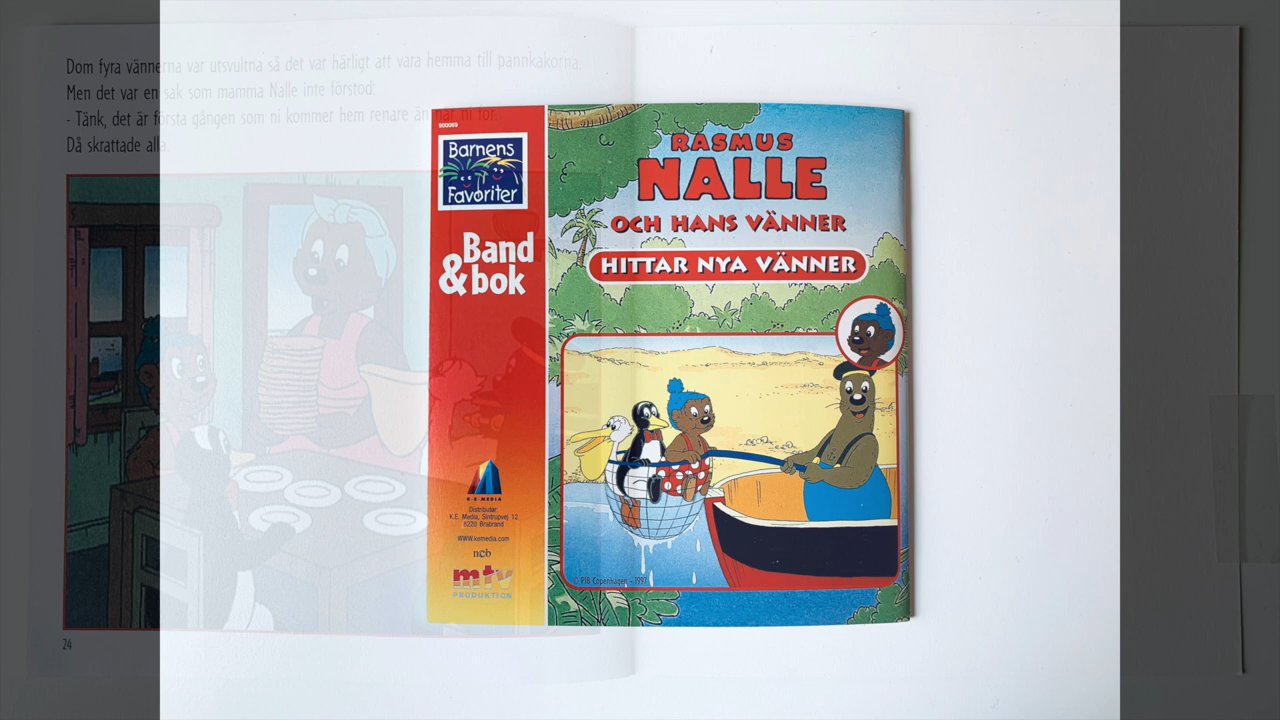 Dom fyra vännerna var utsvultna så det var härligt att vara hemma till pannkakorna.
Men det var en sak som mamma Nalle inte förstod:
- Tänk, det är första gången som ni kommer hem renare än när ni for.
Då skrattade alla.
24
900069
Barnens
Favoriter
Band
& bok
K·E·MEDIA
Distributør:
K.E. Media, Sintrupvej 12
8220 Brabrand
WWW.kemedia.com
ncb
mtv
PRODUKTION
RASMUS
NALLE
OCH HANS VÄNNER
HITTAR NYA VÄNNER
© PIB Copenhagen - 1997